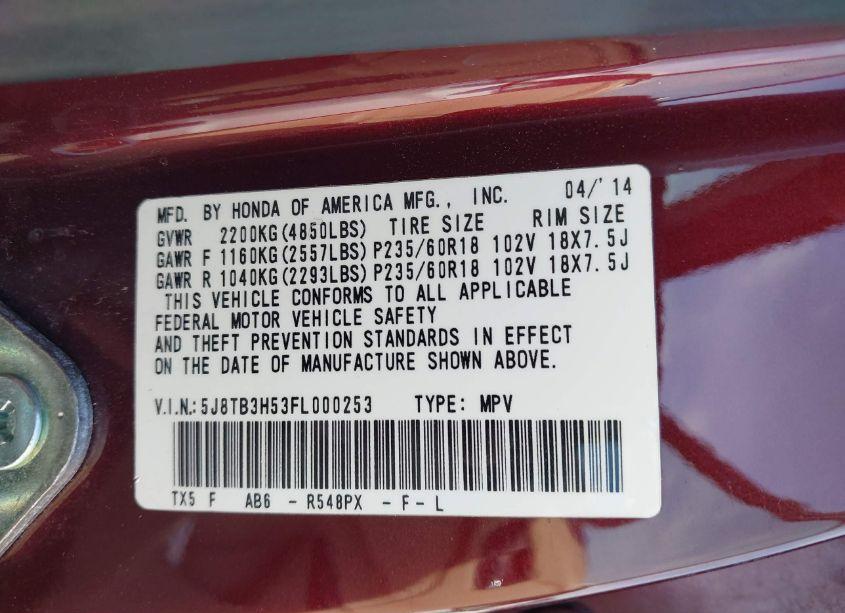 MFD. BY HONDA OF AMERICA MFG., INC. 04/'14
GVWR 2200KG(4850LBS) TIRE SIZE RIM SIZE
GAWR F 1160KG(2557LBS) P235/60R18 102V 18X7.5J
GAWR R 1040KG(2293LBS) P235/60R18 102V 18X7.5J
THIS VEHICLE CONFORMS TO ALL APPLICABLE
FEDERAL MOTOR VEHICLE SAFETY
AND THEFT PREVENTION STANDARDS IN EFFECT
ON THE DATE OF MANUFACTURE SHOWN ABOVE.
V.I.N.: 5J8TB3H53FL000253 TYPE: MPV
TX5 F AB6 - R548PX - F - L